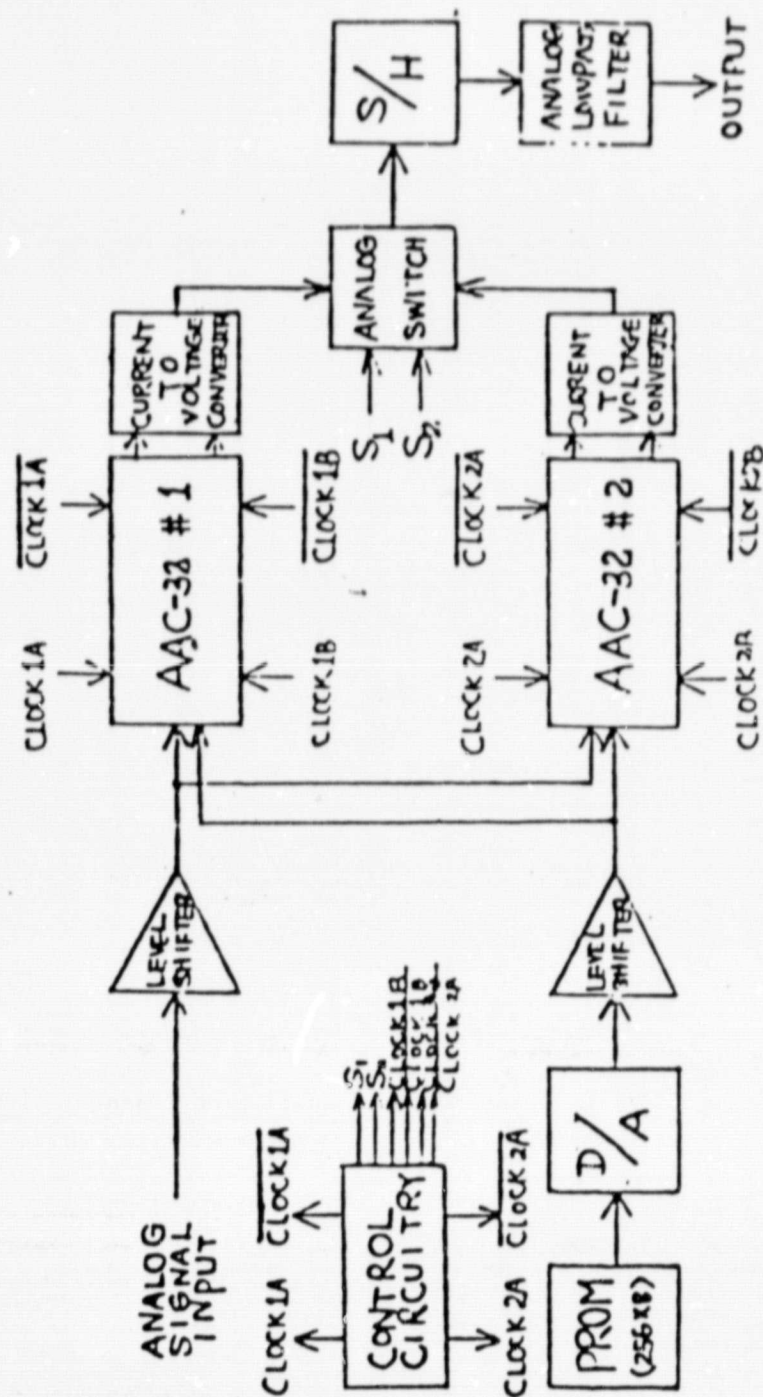 ANALOG
SIGNAL
INPUT
LEVEL
SHIFTER
CLOCK 1A
CLOCK 1A
AAC-32 # 1
CLOCK 1B
CLOCK 1B
CURRENT
TO
VOLTAGE
CONVERTER
CLOCK 1A
CLOCK 1A
CONTROL
CIRCUITRY
CLOCK 2A
CLOCK 2A
S1
CLOCK 1B
CLOCK 1B
CLOCK 2A
S1
S2
ANALOG
SWITCH
S/H
ANALOG
FILTER
OUTPUT
PROM
(256X8)
D/A
LEVEL
SHIFTER
CLOCK 2A
CLOCK 2A
AAC-32 # 2
CLOCK 2B
CLOCK 2B
CURRENT
TO
VOLTAGE
CONVERTER